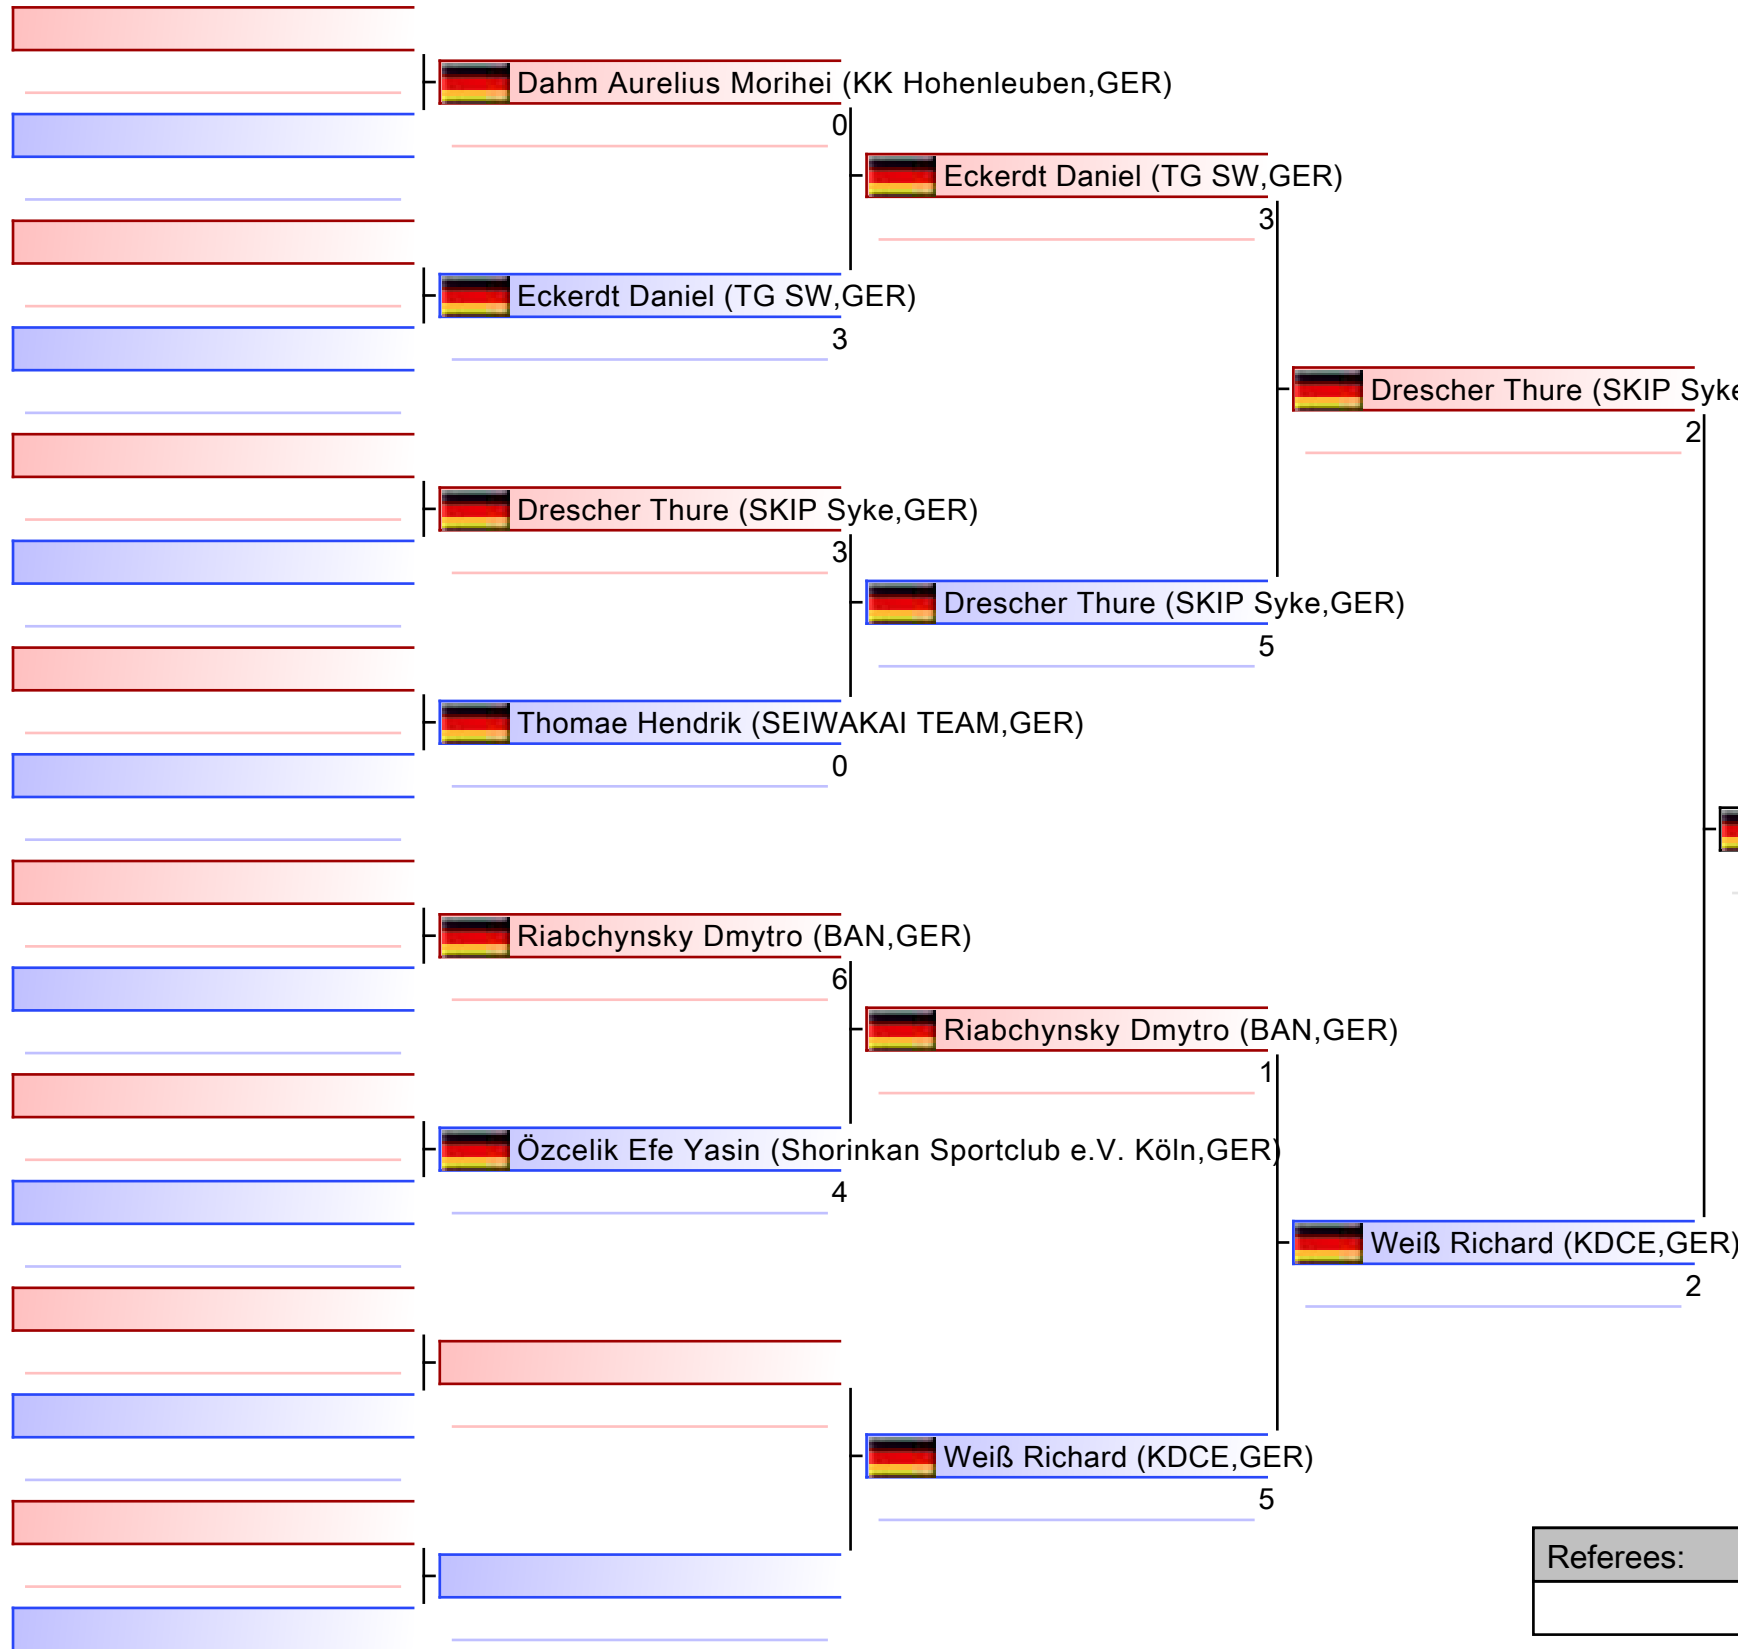 Dahm Aurelius Morihei (KK Hohenleuben,GER)
0
Eckerdt Daniel (TG SW,GER)
3
Eckerdt Daniel (TG SW,GER)
3
Drescher Thure (SKIP Syke
2
Drescher Thure (SKIP Syke,GER)
3
Drescher Thure (SKIP Syke,GER)
5
Thomae Hendrik (SEIWAKAI TEAM,GER)
0
Riabchynsky Dmytro (BAN,GER)
6
Riabchynsky Dmytro (BAN,GER)
1
Özcelik Efe Yasin (Shorinkan Sportclub e.V. Köln,GER)
4
Weiß Richard (KDCE,GER)
2
Weiß Richard (KDCE,GER)
5
Referees: